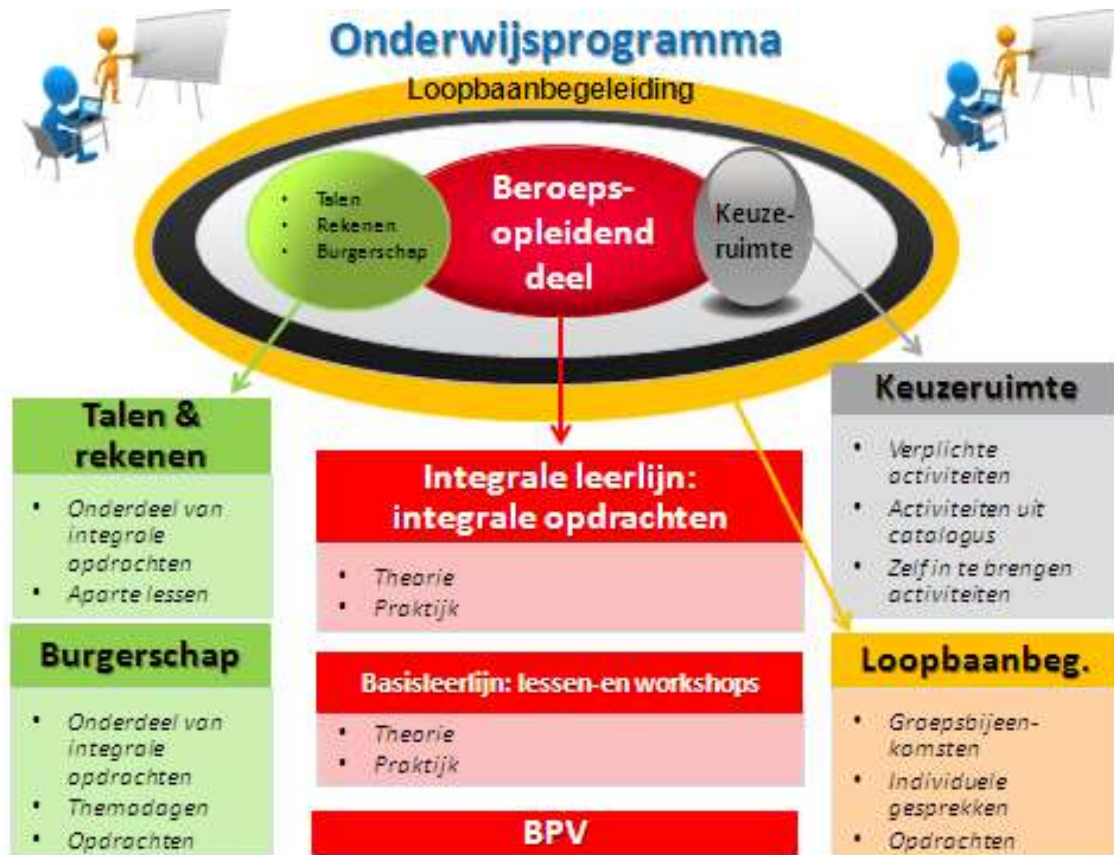 Onderwijsprogramma
Loopbaanbegeleiding
• Talen
• Rekenen
• Burgerschap
Beroeps-
opleidend
deel
Keuze-
ruimte
Talen &
rekenen
• Onderdeel van
integrale
opdrachten
• Aparte lessen
Burgerschap
• Onderdeel van
integrale
opdrachten
• Themadagen
• Opdrachten
Integrale leerlijn:
integrale opdrachten
• Theorie
• Praktijk
Basisleerlijn: lessen-en workshops
• Theorie
• Praktijk
BPV
Keuzeruimte
• Verplichte
activiteiten
• Activiteiten uit
catalogus
• Zelf in te brengen
activiteiten
Loopbaanbeg.
• Groepsbijeen-
komsten
• Individuele
gesprekken
• Opdrachten